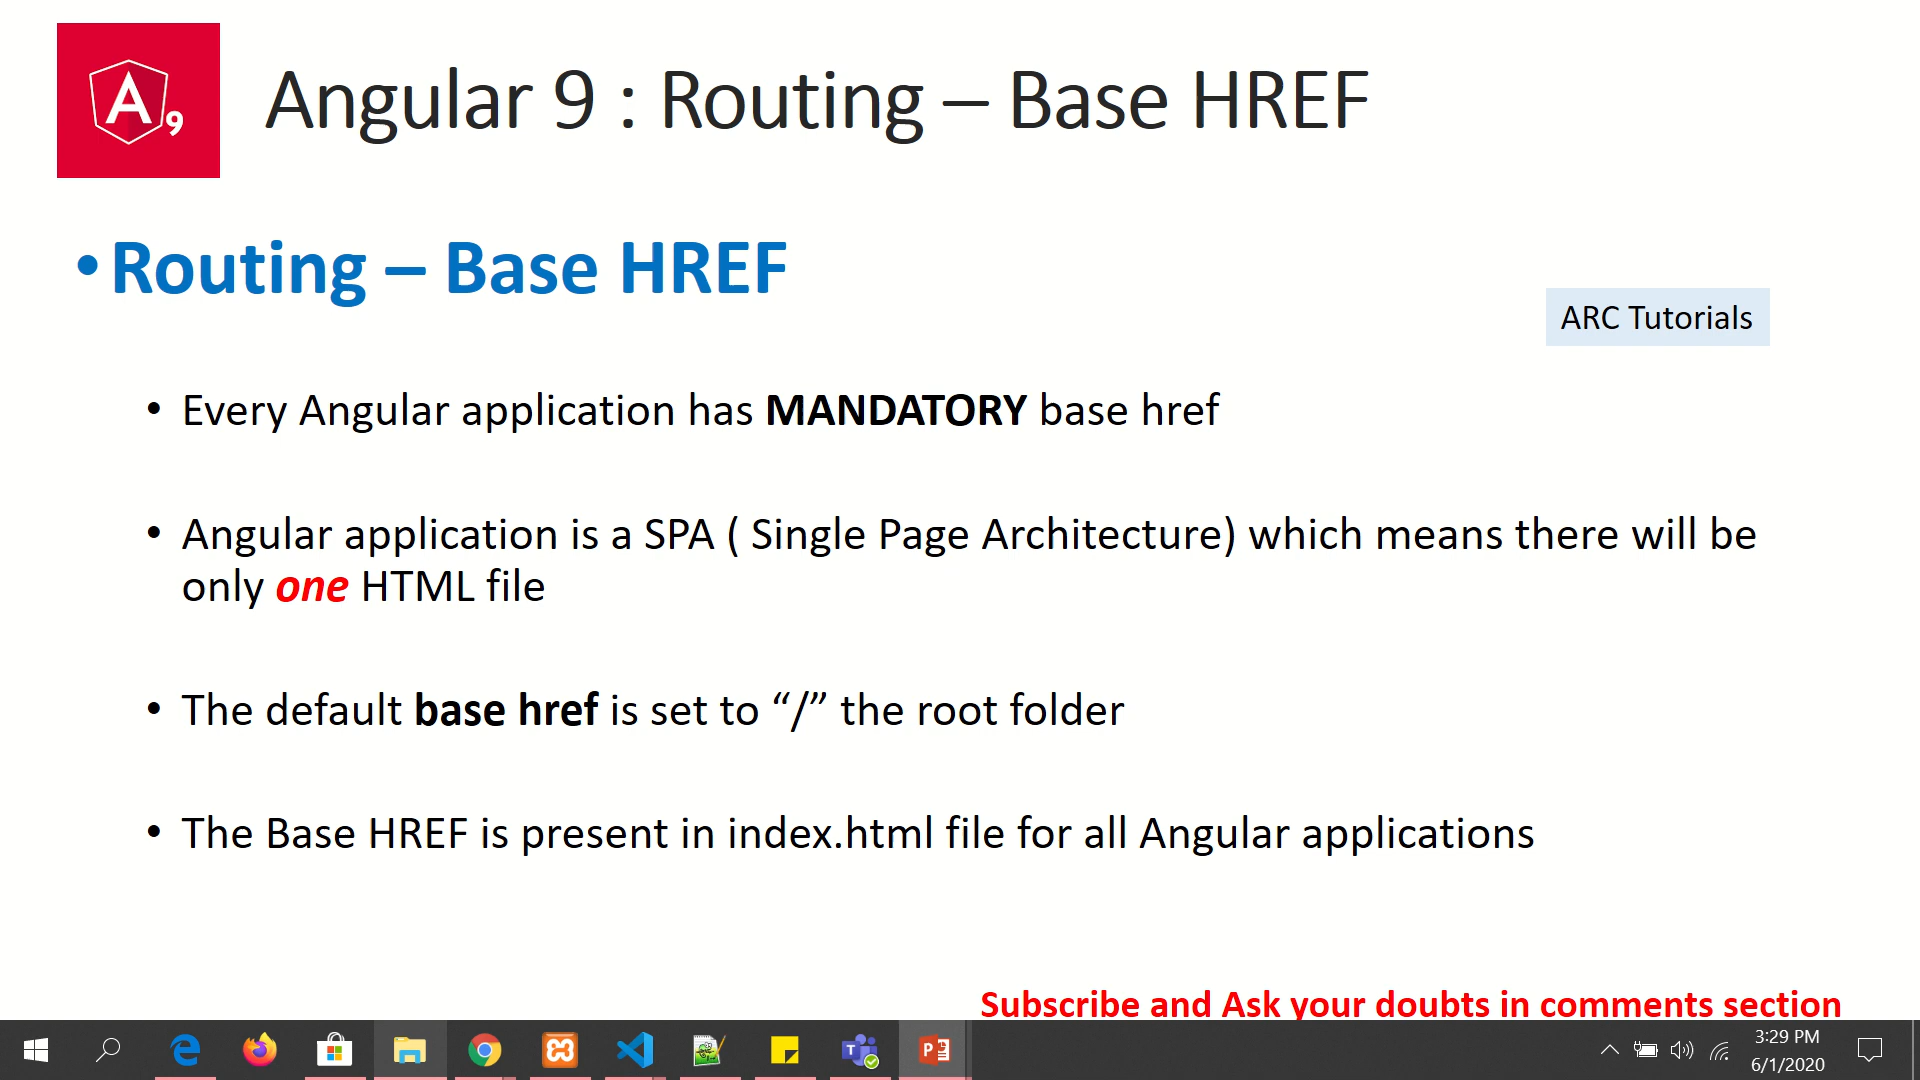 A9
Angular 9 : Routing – Base HREF
• Routing – Base HREF
ARC Tutorials
• Every Angular application has MANDATORY base href
• Angular application is a SPA ( Single Page Architecture) which means there will be
only one HTML file
• The default base href is set to “/” the root folder
• The Base HREF is present in index.html file for all Angular applications
Subscribe and Ask your doubts in comments section
3:29 PM
6/1/2020